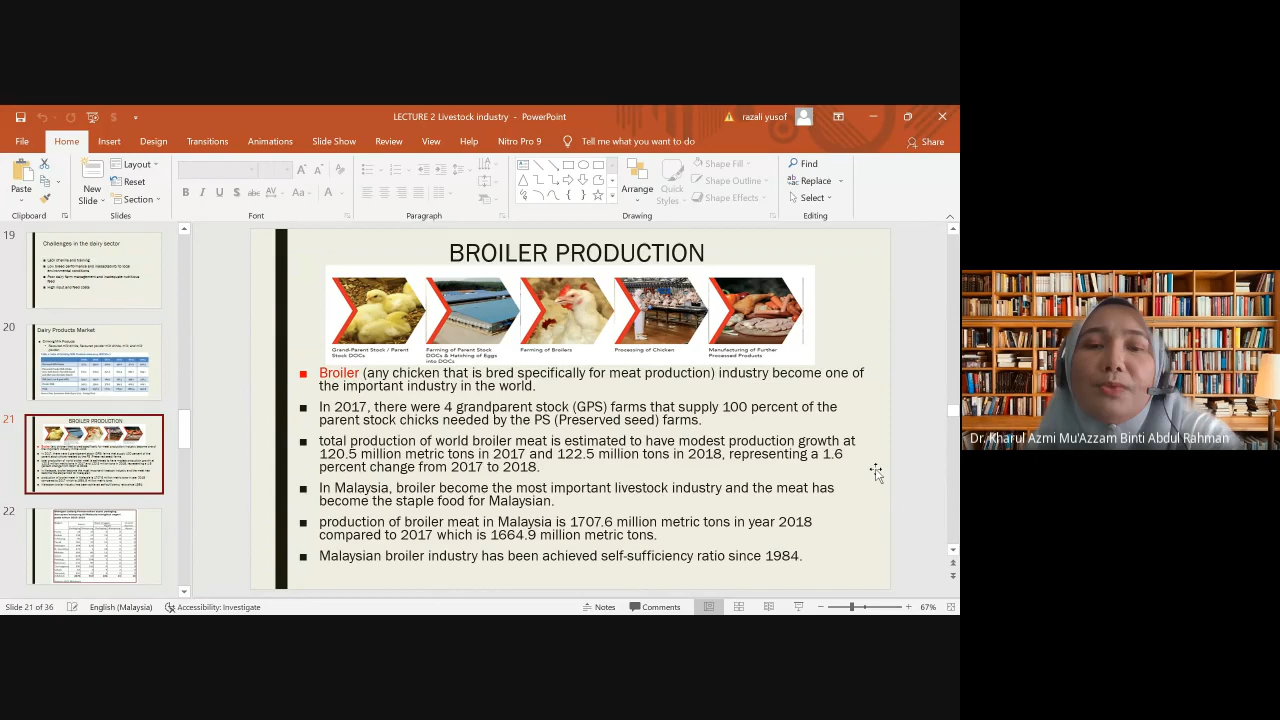 LECTURE 2 Livestock industry - PowerPoint
razali yusof
File Home Insert Design Transitions Animations Slide Show Review View Help Nitro Pro 9 Tell me what you want to do Share
Paste
Clipboard
New
Slide
Layout
Reset
Section
Slides
B I U S abc AV Aa A
Font
Paragraph
Arrange
Quick
Styles
Shape Fill
Shape Outline
Shape Effects
Drawing
Find
Replace
Select
Editing
19
Challenges in the dairy sector
20
Dairy Products Market
21
BROILER PRODUCTION
22
BROILER PRODUCTION
Grand-Parent Stock / Parent
Stock DOCs
Farming of Parent Stock
DOCs & Hatching of Eggs
into DOCs
Farming of Broilers
Processing of Chicken
Manufacturing of Further
Processed Products
Broiler (any chicken that is bred specifically for meat production) industry become one of
the important industry in the world.
In 2017, there were 4 grandparent stock (GPS) farms that supply 100 percent of the
parent stock chicks needed by the PS (Preserved seed) farms.
total production of world broiler meat is estimated to have modest production growth at
120.5 million metric tons in 2017 and 122.5 million tons in 2018, representing a 1.6
percent change from 2017 to 2018.
In Malaysia, broiler become the most important livestock industry and the meat has
become the staple food for Malaysian.
production of broiler meat in Malaysia is 1707.6 million metric tons in year 2018
compared to 2017 which is 1664.9 million metric tons.
Malaysian broiler industry has been achieved self-sufficiency ratio since 1984.
Dr. Kharul Azmi Mu'Azzam Binti Abdul Rahman
Slide 21 of 36 English (Malaysia) Accessibility: Investigate Notes Comments 67%